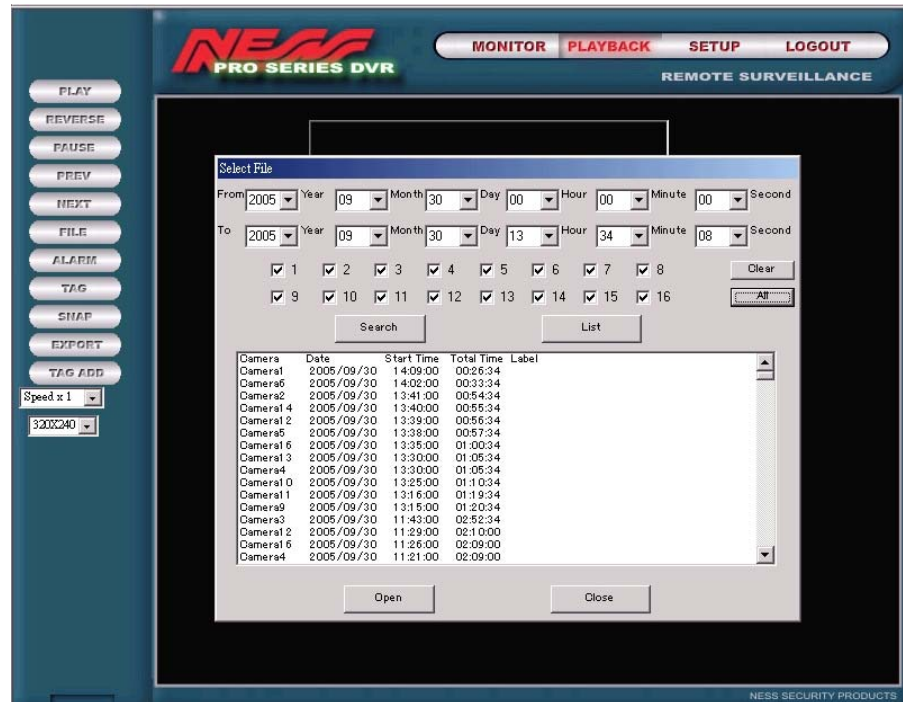 NESS
PRO SERIES DVR
MONITOR PLAYBACK SETUP LOGOUT
REMOTE SURVEILLANCE
PLAY
REVERSE
PAUSE
PREV
NEXT
FILE
ALARM
TAG
SNAP
EXPORT
TAG ADD
Speed x 1
320X240
Select File
From 2005 Year 09 Month 30 Day 00 Hour 00 Minute 00 Second
To 2005 Year 09 Month 30 Day 13 Hour 34 Minute 08 Second
1 2 3 4 5 6 7 8 Clear
9 10 11 12 13 14 15 16 All
Search List
Camera Date Start Time Total Time Label
Camera1 2005/09/30 14:09:00 00:26:34
Camera6 2005/09/30 14:02:00 00:33:34
Camera2 2005/09/30 13:41:00 00:54:34
Camera14 2005/09/30 13:40:00 00:55:34
Camera12 2005/09/30 13:39:00 00:56:34
Camera5 2005/09/30 13:38:00 00:57:34
Camera16 2005/09/30 13:35:00 01:00:34
Camera13 2005/09/30 13:30:00 01:05:34
Camera4 2005/09/30 13:30:00 01:05:34
Camera10 2005/09/30 13:25:00 01:10:34
Camera11 2005/09/30 13:16:00 01:19:34
Camera9 2005/09/30 13:15:00 01:20:34
Camera3 2005/09/30 11:43:00 02:52:34
Camera12 2005/09/30 11:29:00 02:10:00
Camera16 2005/09/30 11:26:00 02:09:00
Camera4 2005/09/30 11:21:00 02:09:00
Open Close
NESS SECURITY PRODUCTS